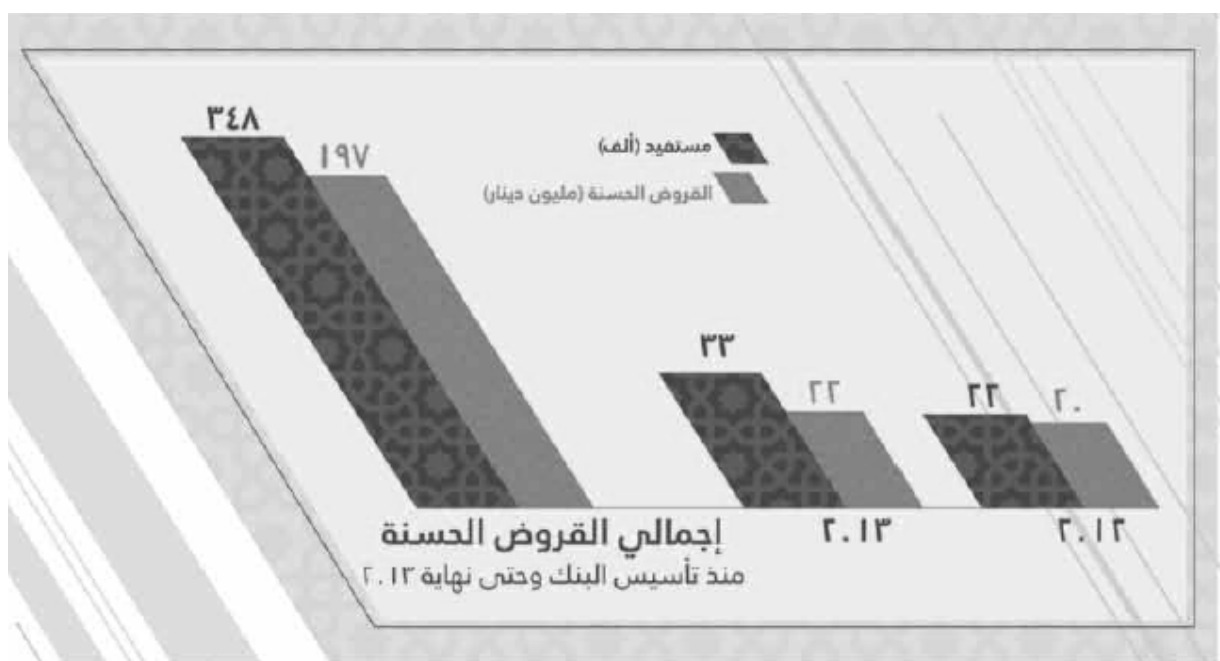 ٣٤٨
١٩٧
مستفيد (ألف)
القروض الحسنة (مليون دينار)
٣٣
٢٢
٢٢
٢٠
٢٠١٢
٢٠١٣
إجمالي القروض الحسنة
منذ تأسيس البنك وحتى نهاية ٢٠١٣